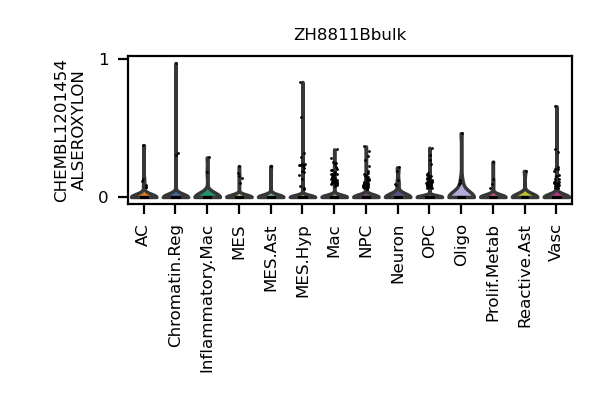 ZH8811Bbulk
CHEMBL1201454
ALSEROXYLON
1
0
AC
Chromatin.Reg
Inflammatory.Mac
MES
MES.Ast
MES.Hyp
Mac
NPC
Neuron
OPC
Oligo
Prolif.Metab
Reactive.Ast
Vasc